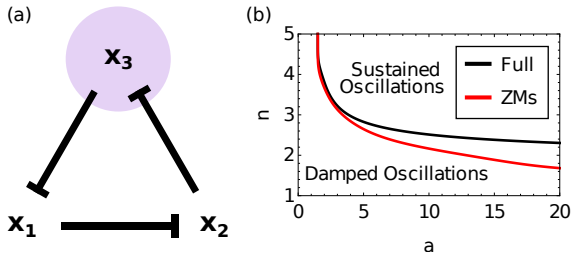 (a)
x3
x1
x2
(b)
n
5
4
3
2
1
Sustained
Oscillations
Full
ZMs
Damped Oscillations
0
5
10
15
20
a